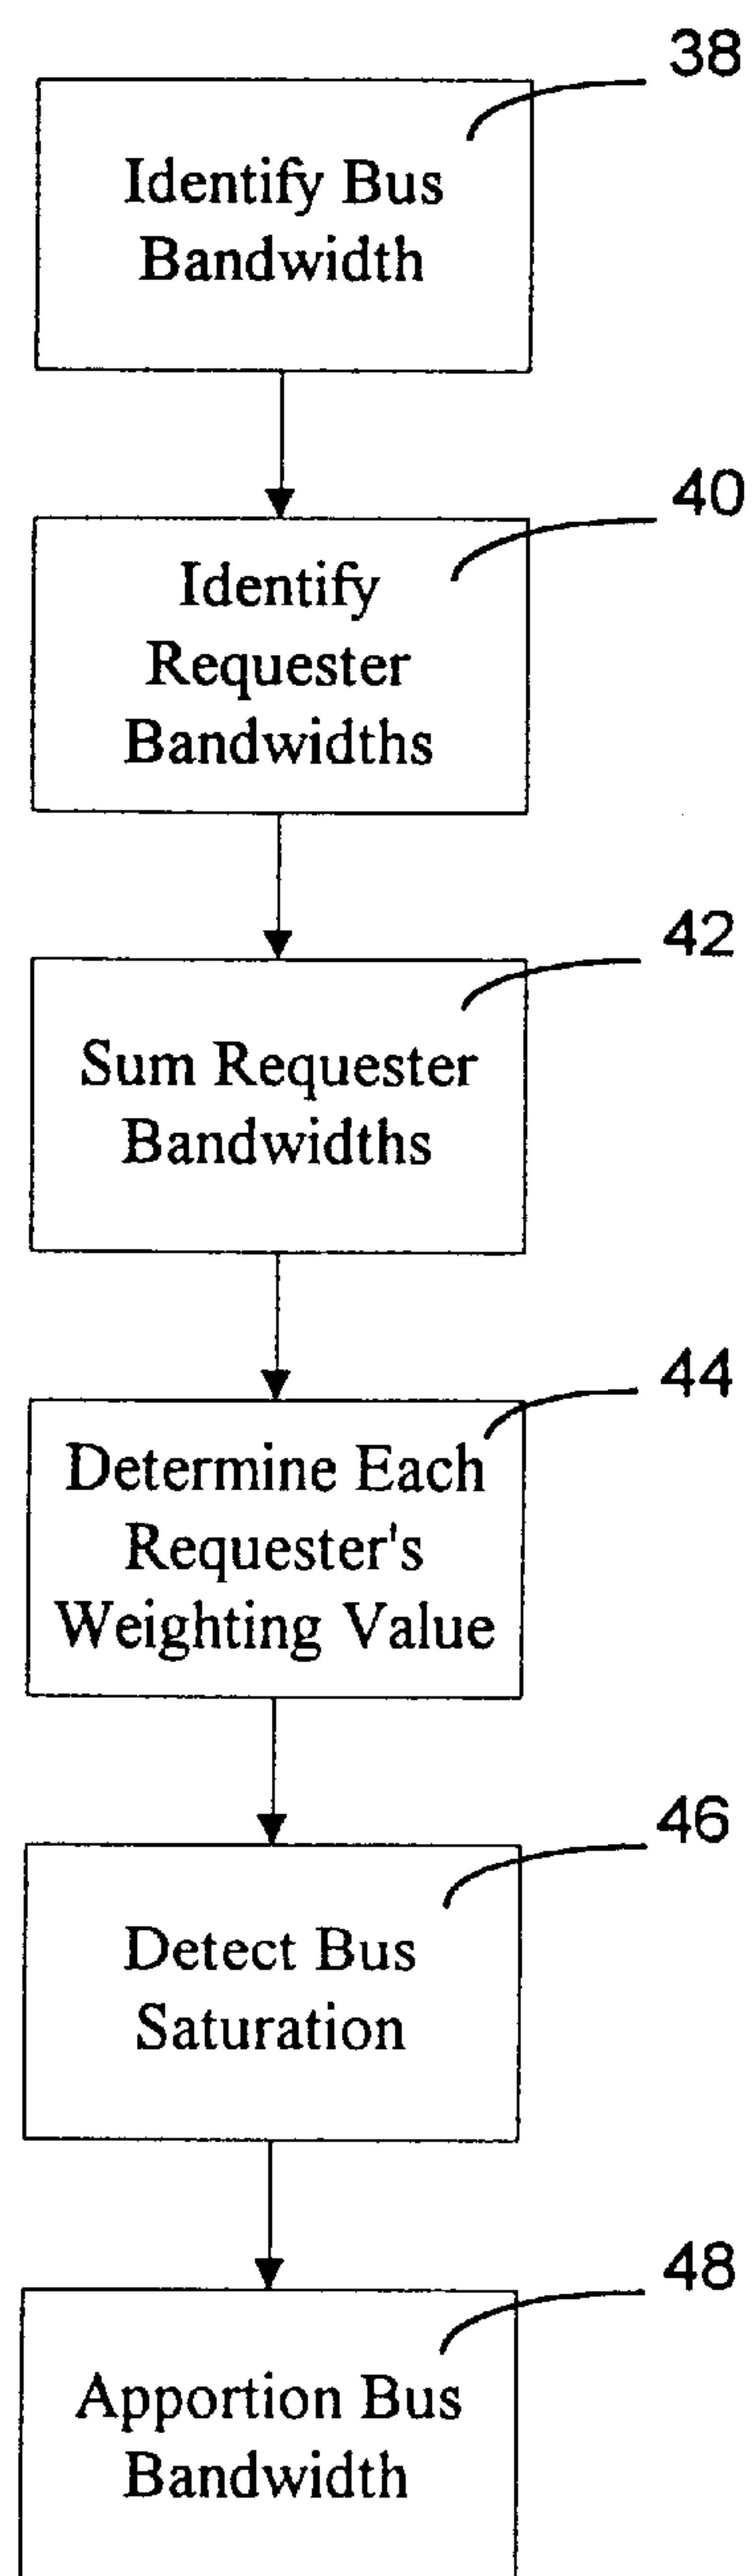 38
Identify Bus
Bandwidth
40
Identify
Requester
Bandwidths
42
Sum Requester
Bandwidths
44
Determine Each
Requester's
Weighting Value
46
Detect Bus
Saturation
48
Apportion Bus
Bandwidth